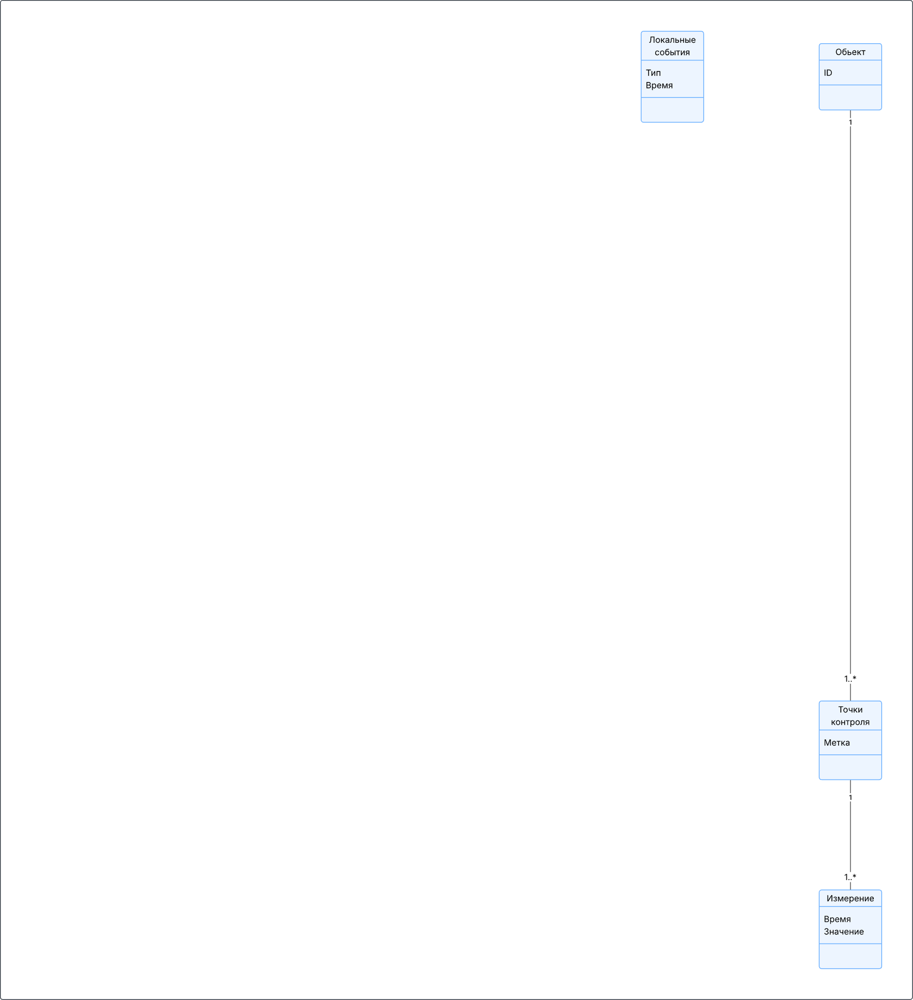 Локальные
события
Тип
Время
Обьект
ID
1
1..*
Точки
контроля
Метка
1
1..*
Измерение
Время
Значение